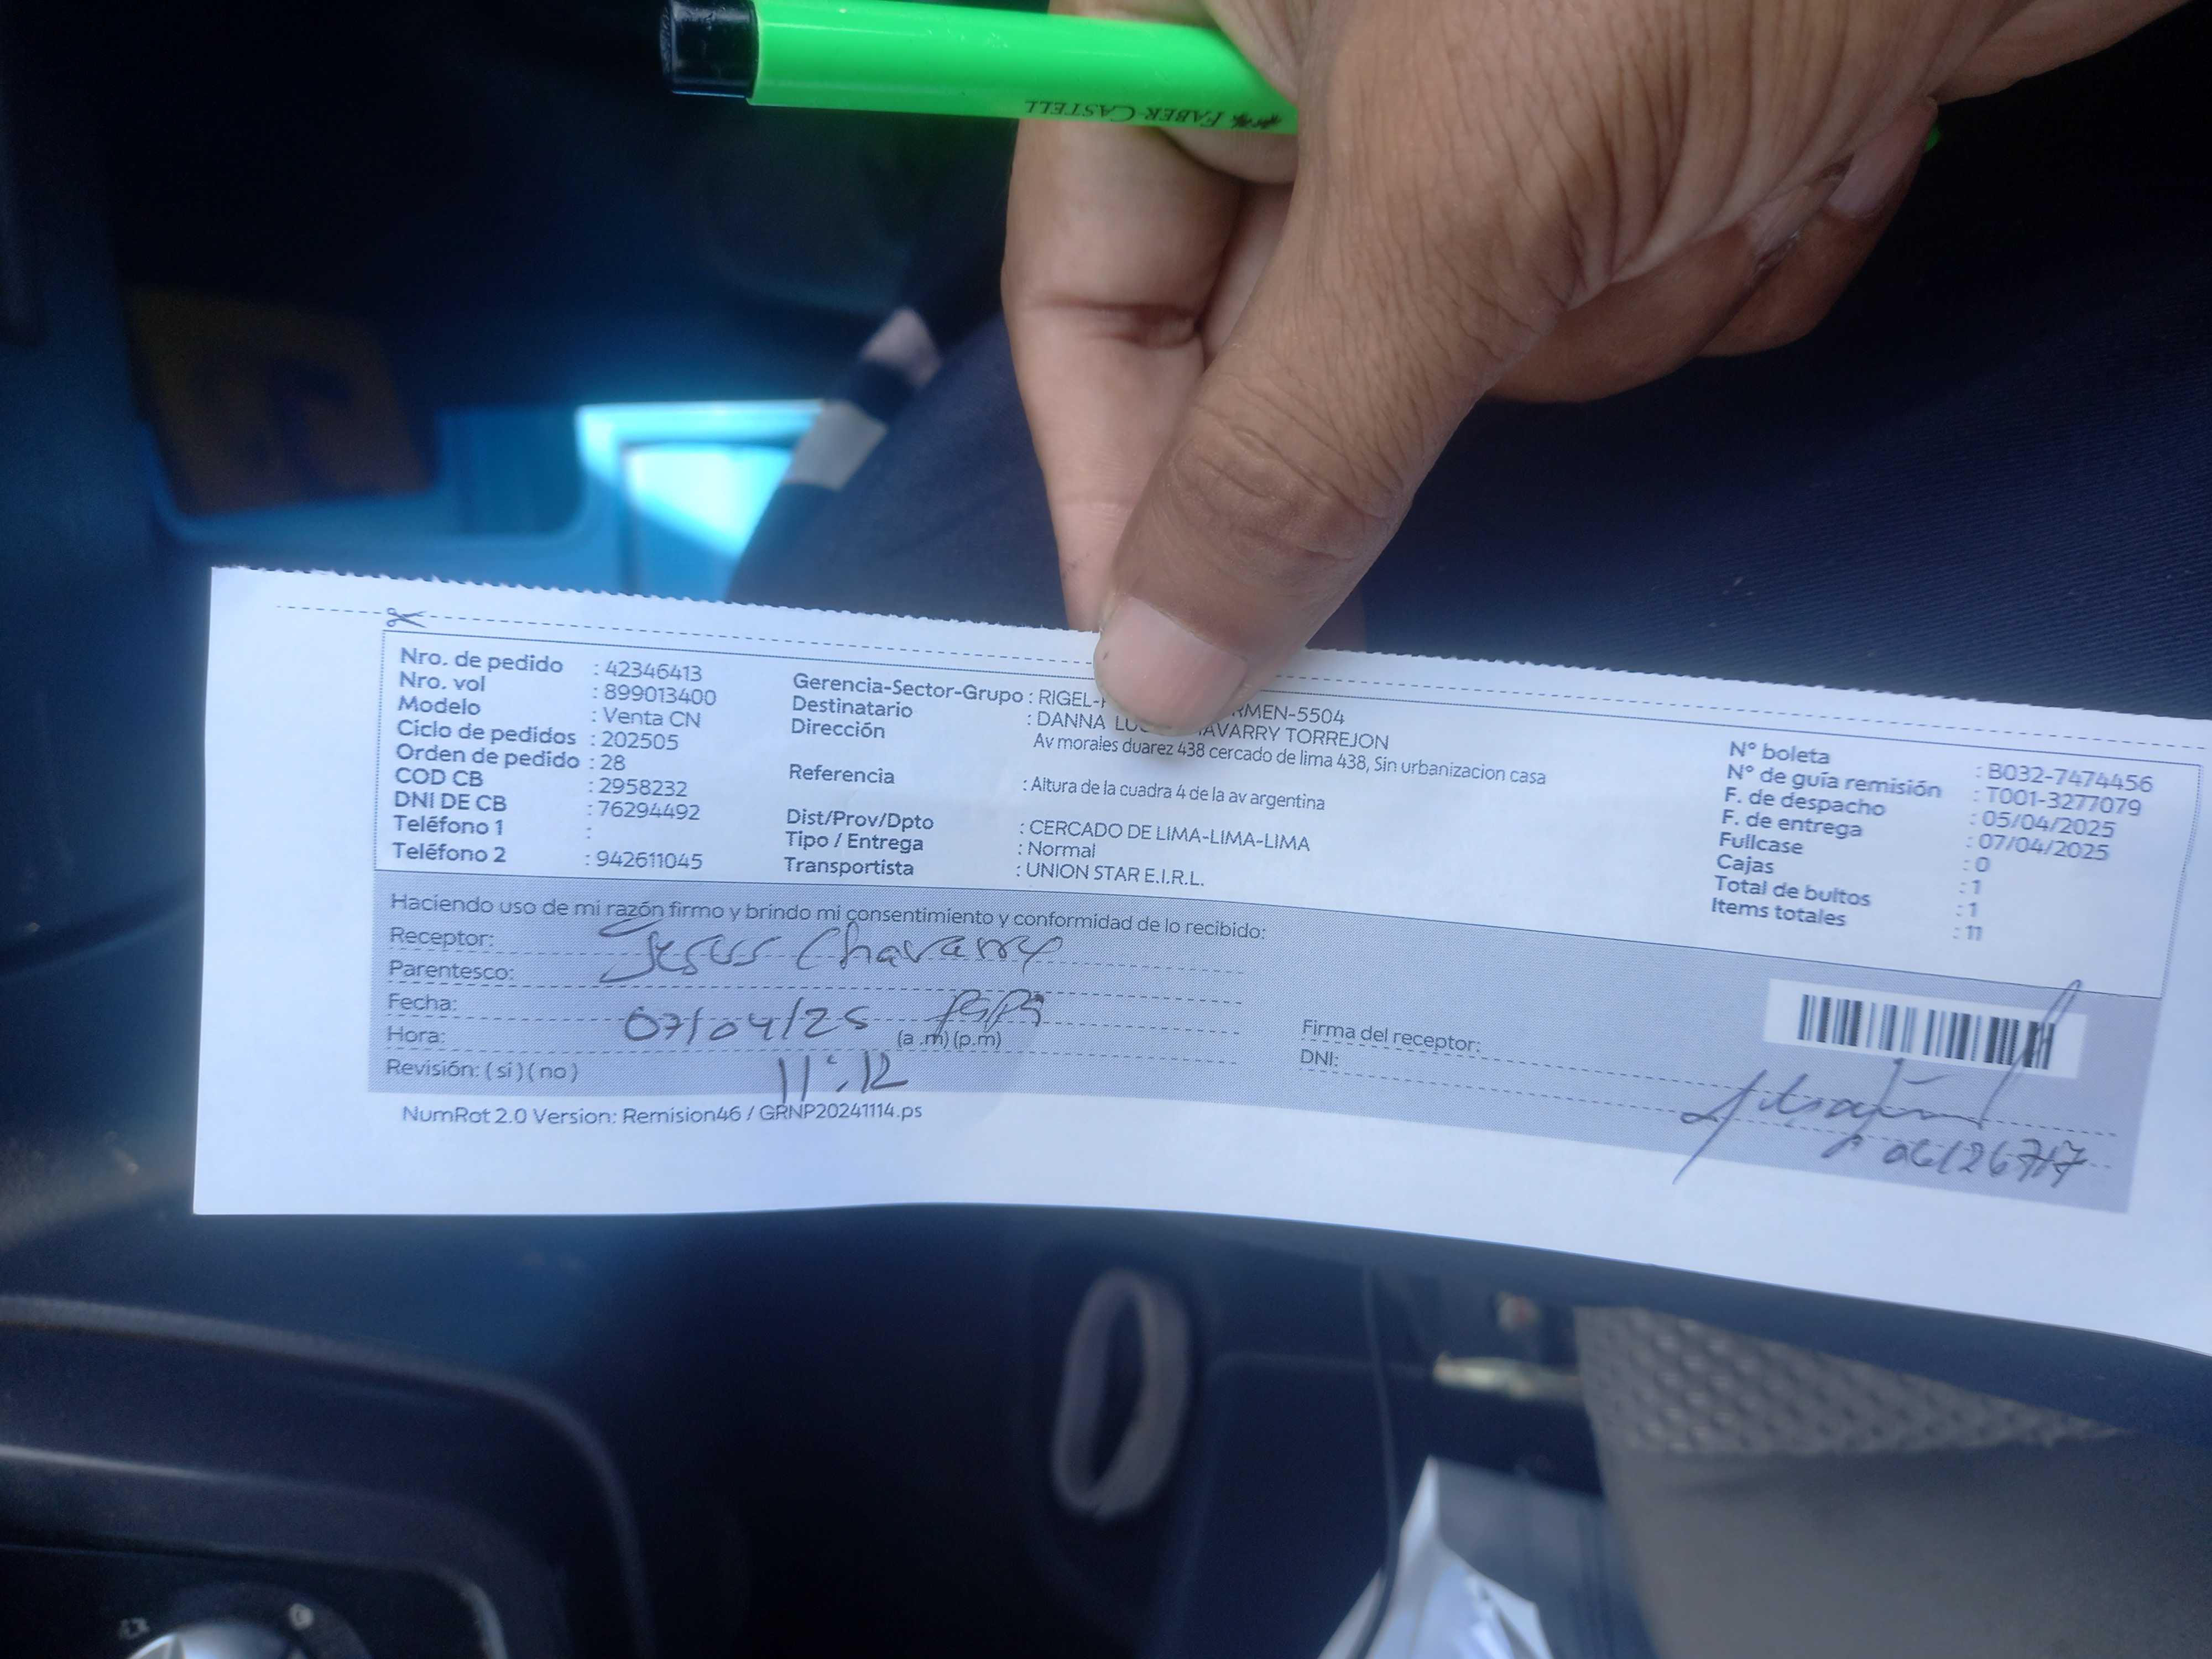 FABER-CASTELL
Nro. de pedido : 42346413
Nro. vol : 899013400
Modelo : Venta CN
Ciclo de pedidos : 202505
Orden de pedido : 28
COD CB : 2958232
DNI DE CB : 76294492
Teléfono 1 :
Teléfono 2 : 942611045
Gerencia-Sector-Grupo : RIGEL- RMEN-5504
Destinatario : DANNA AVARRY TORREJON
Dirección Av morales duarez 438 cercado de lima 438, Sin urbanizacion casa
Referencia : Altura de la cuadra 4 de la av argentina
Dist/Prov/Dpto : CERCADO DE LIMA-LIMA-LIMA
Tipo / Entrega : Normal
Transportista : UNION STAR E.I.R.L.
N° boleta : B032-7474456
N° de guía remisión : T001-3277079
F. de despacho : 05/04/2025
F. de entrega : 07/04/2025
Fullcase : 0
Cajas : 1
Total de bultos : 1
Items totales : 11
Haciendo uso de mi razón firmo y brindo mi consentimiento y conformidad de lo recibido:
Receptor: Jesus Chavarry
Parentesco: papá
Fecha: 07/04/25
Hora: 11:12 (a .m) (p.m)
Revisión: ( si ) ( no )
Firma del receptor:
DNI: 06126717
NumRot 2.0 Version: Remision46 / GRNP20241114.ps